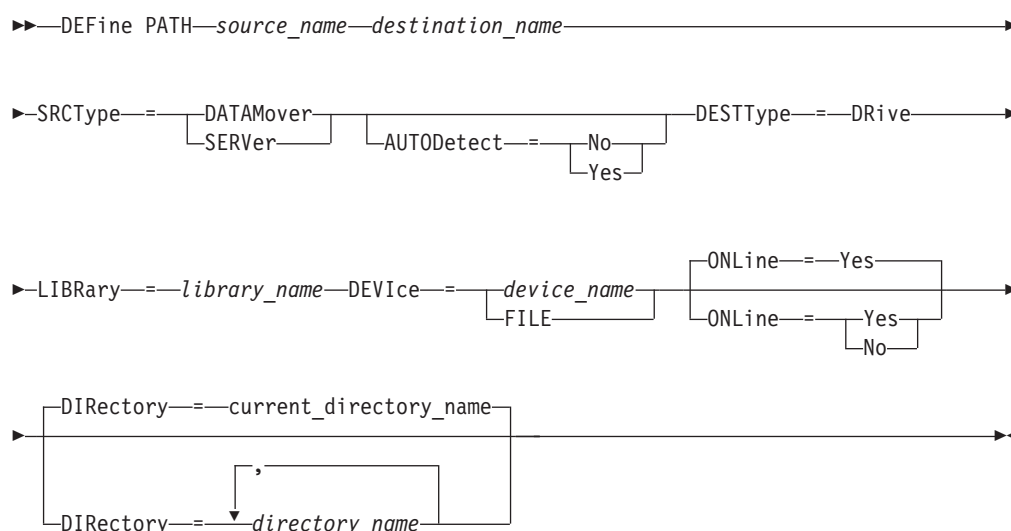 DEFine PATH source_name destination_name
SRCType = DATAMover DESTType = DRive
SERVer AUTODetect = No
Yes
ONLine = Yes
LIBRary = library_name DEVIce = device_name
FILE ONLine = Yes
No
DIRectory = current_directory_name
,
DIRectory = directory_name